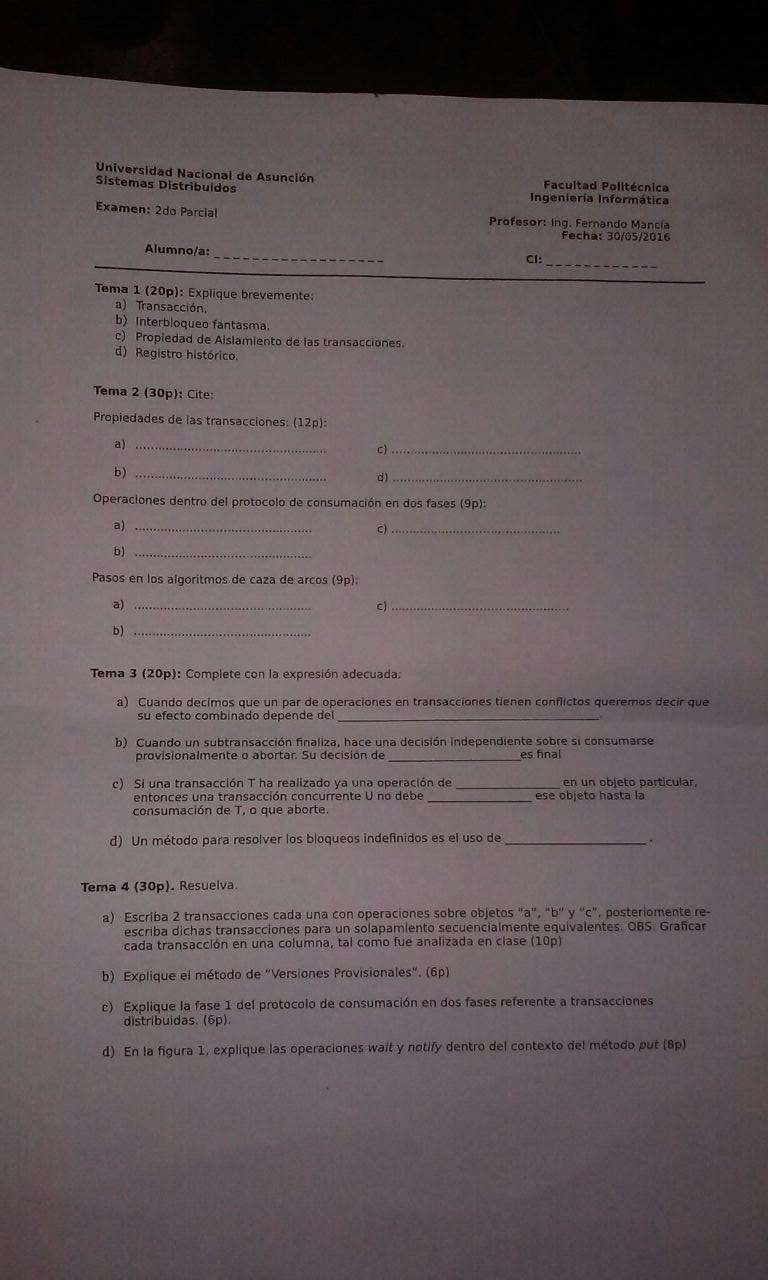 Universidad Nacional de Asunción
Sistemas Distribuidos
Facultad Politécnica
Ingeniería Informática
Examen: 2do Parcial
Profesor: Ing. Fernando Mancía
Fecha: 30/05/2016
Alumno/a: _ _ _ _ _ _ _ _ _ _ _ _ _ _ _ _ _ _
CI: _ _ _ _ _ _ _ _ _ _ _ _
Tema 1 (20p): Explique brevemente:
a) Transacción.
b) Interbloqueo fantasma.
c) Propiedad de Aislamiento de las transacciones.
d) Registro histórico.
Tema 2 (30p): Cite:
Propiedades de las transacciones: (12p):
a) ................................................ c) ................................................
b) ................................................ d) ................................................
Operaciones dentro del protocolo de consumación en dos fases (9p):
a) ............................................ c) ............................................
b) ............................................
Pasos en los algoritmos de caza de arcos (9p):
a) ............................................ c) ............................................
b) ............................................
Tema 3 (20p): Complete con la expresión adecuada:
a) Cuando decimos que un par de operaciones en transacciones tienen conflictos queremos decir que
su efecto combinado depende del ______________________________.
b) Cuando un subtransacción finaliza, hace una decisión independiente sobre si consumarse
provisionalmente o abortar. Su decisión de _______________es final
c) Si una transacción T ha realizado ya una operación de ____________ en un objeto particular,
entonces una transacción concurrente U no debe ____________ ese objeto hasta la
consumación de T, o que aborte.
d) Un método para resolver los bloqueos indefinidos es el uso de ________________ .
Tema 4 (30p). Resuelva.
a) Escriba 2 transacciones cada una con operaciones sobre objetos "a", "b" y "c", posteriomente re-
escriba dichas transacciones para un solapamiento secuencialmente equivalentes. OBS: Graficar
cada transacción en una columna, tal como fue analizada en clase (10p)
b) Explique el método de "Versiones Provisionales". (6p)
c) Explique la fase 1 del protocolo de consumación en dos fases referente a transacciones
distribuidas. (6p).
d) En la figura 1, explique las operaciones wait y notify dentro del contexto del método put (8p)